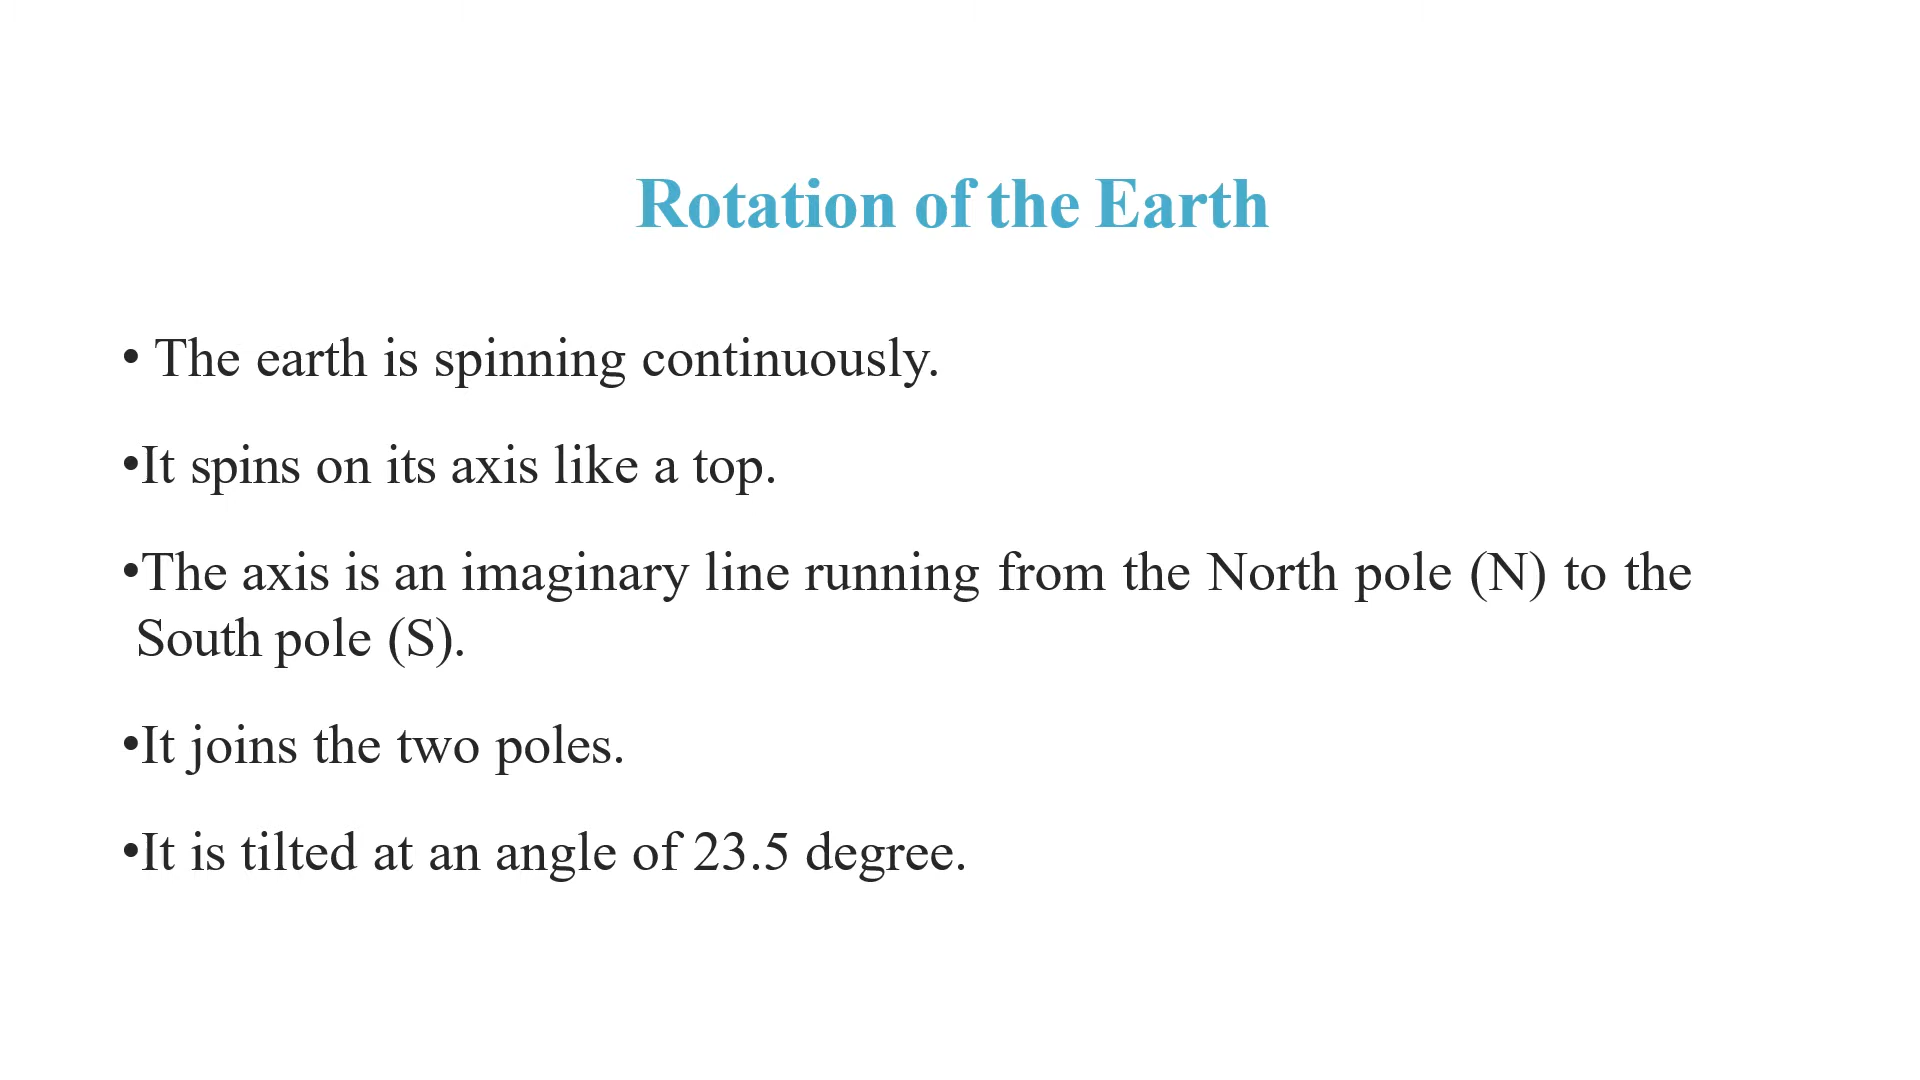 Rotation of the Earth
• The earth is spinning continuously.
•It spins on its axis like a top.
•The axis is an imaginary line running from the North pole (N) to the
South pole (S).
•It joins the two poles.
•It is tilted at an angle of 23.5 degree.